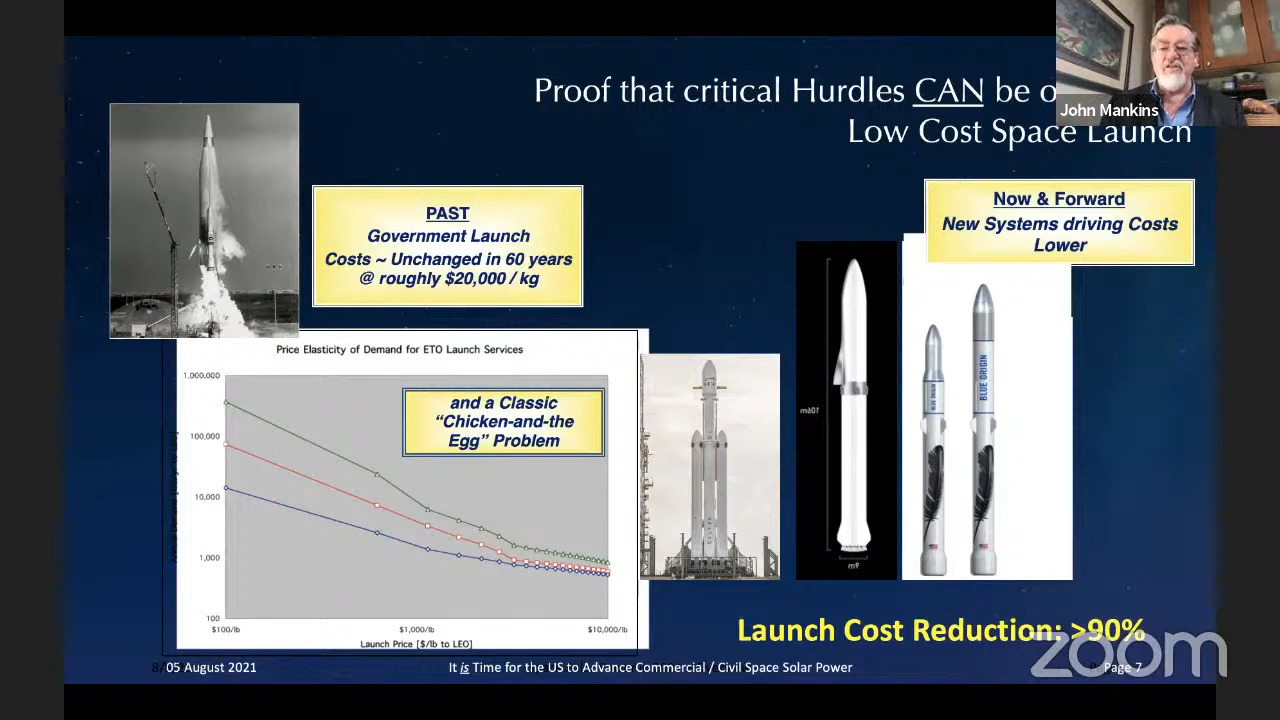 Proof that critical Hurdles CAN be o
Low Cost Space Launch
John Mankins
PAST
Government Launch
Costs ~ Unchanged in 60 years
@ roughly $20,000 / kg
Now & Forward
New Systems driving Costs
Lower
Price Elasticity of Demand for ETO Launch Services
and a Classic
“Chicken-and-the
Egg” Problem
1,000,000
100,000
10,000
1,000
100
$100/lb
$1,000/lb
$10,000/lb
Launch Price [$/lb to LEO]
106m
9m
BLUE ORIGIN
BLUE ORIGIN
Launch Cost Reduction: >90%
zoom
05 August 2021
It is Time for the US to Advance Commercial / Civil Space Solar Power
Page 7